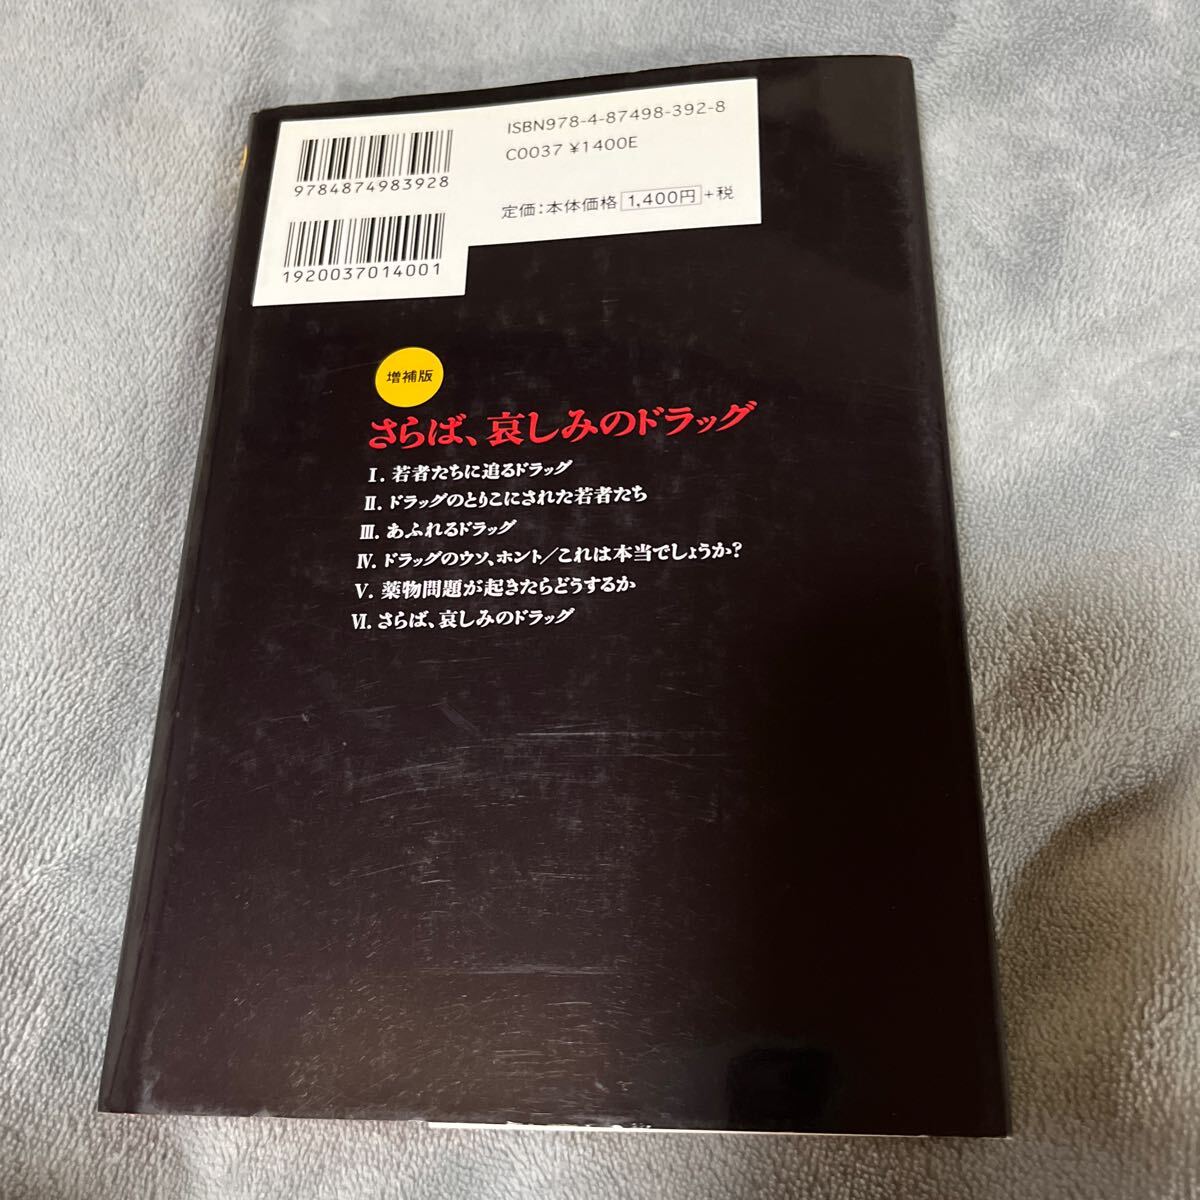 ISBN978-4-87498-392-8
C0037 ¥1400E
定価:本体価格 1,400円 +税
9784874983928
1920037014001
増補版
さらば、哀しみのドラッグ
Ⅰ. 若者たちに迫るドラッグ
Ⅱ. ドラッグのとりこにされた若者たち
Ⅲ. あふれるドラッグ
Ⅳ. ドラッグのウソ、ホント/これは本当でしょうか?
Ⅴ. 薬物問題が起きたらどうするか
Ⅵ. さらば、哀しみのドラッグ